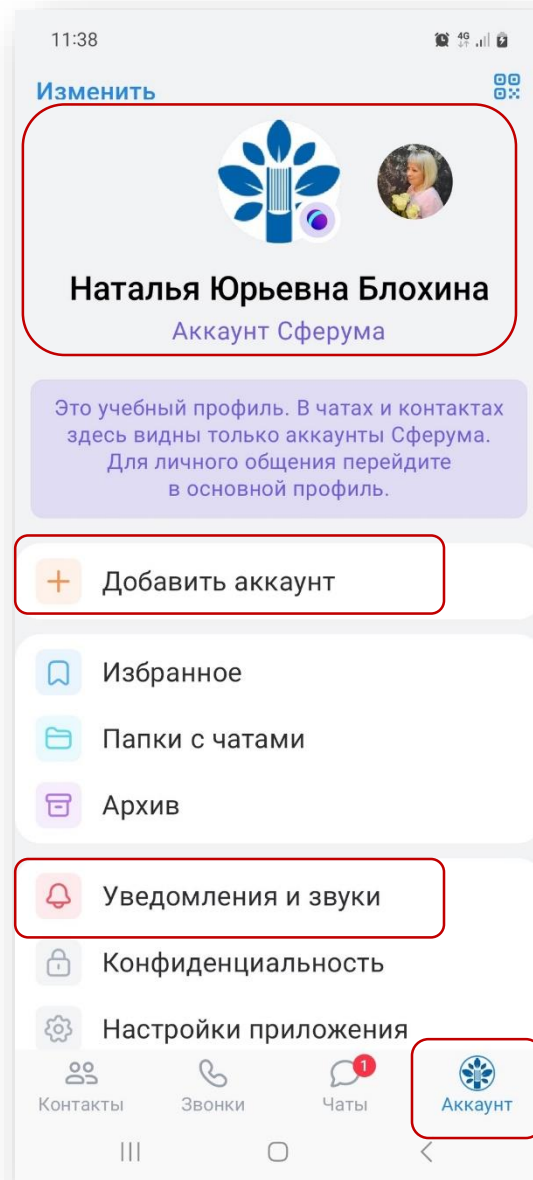 11:38
4G
Изменить
Наталья Юрьевна Блохина
Аккаунт Сферума
Это учебный профиль. В чатах и контактах
здесь видны только аккаунты Сферума.
Для личного общения перейдите
в основной профиль.
Добавить аккаунт
Избранное
Папки с чатами
Архив
Уведомления и звуки
Конфиденциальность
Настройки приложения
1
Контакты Звонки Чаты Аккаунт